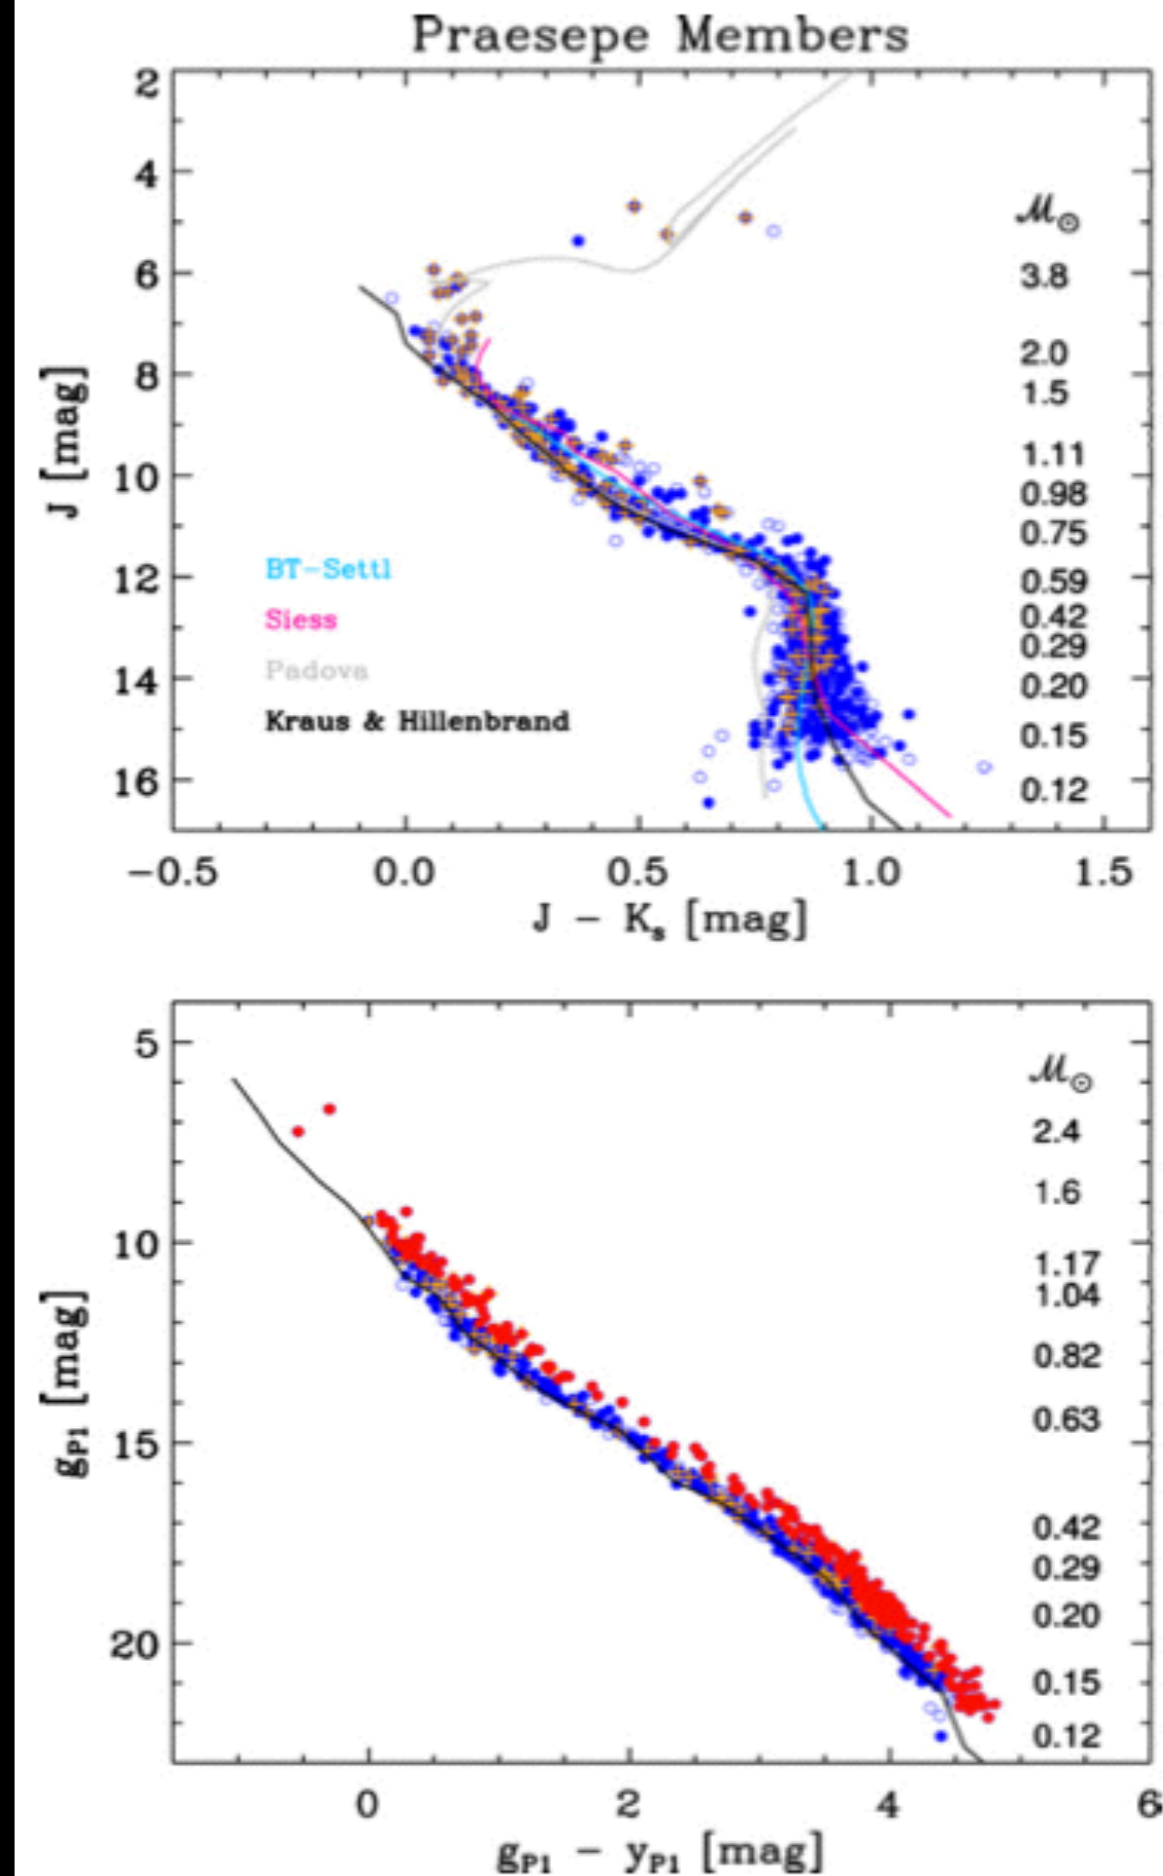 Praesepe Members
2
4
6
8
10
12
14
16
J [mag]
BT-Settl
Siess
Padova
Kraus & Hillenbrand
ℳ⊙
3.8
2.0
1.5
1.11
0.98
0.75
0.59
0.42
0.29
0.20
0.15
0.12
-0.5 0.0 0.5 1.0 1.5
J - Ks [mag]
5
10
15
20
gP1 [mag]
ℳ⊙
2.4
1.6
1.17
1.04
0.82
0.63
0.42
0.29
0.20
0.15
0.12
0 2 4 6
gP1 - yP1 [mag]